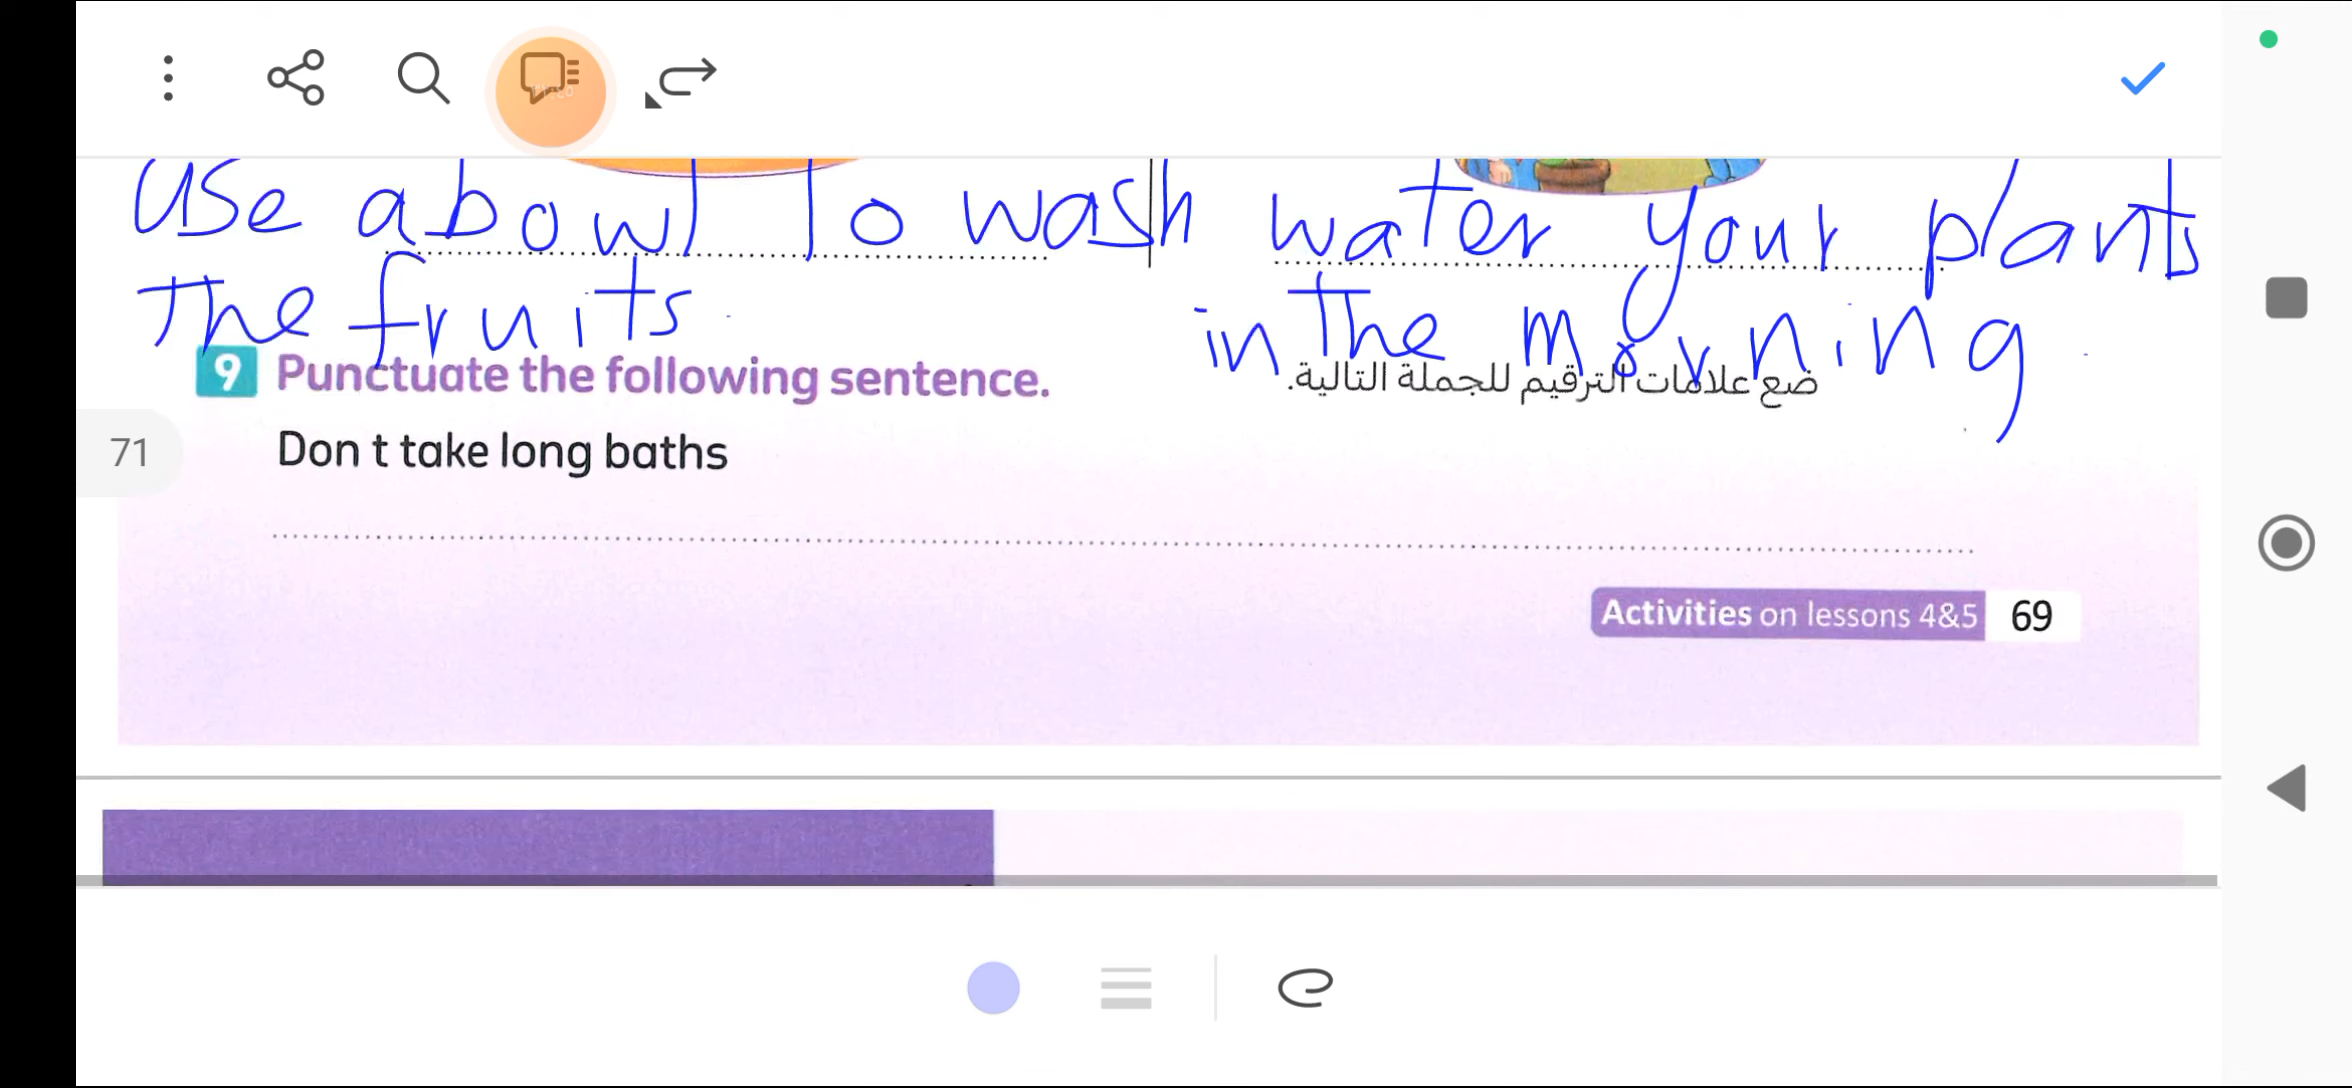 use a bowl To wash
The fruits.
water your plants
in The morning.
9 Punctuate the following sentence.
ضع علامات الترقيم للجملة التالية.
71
Don t take long baths
Activities on lessons 4&5 69